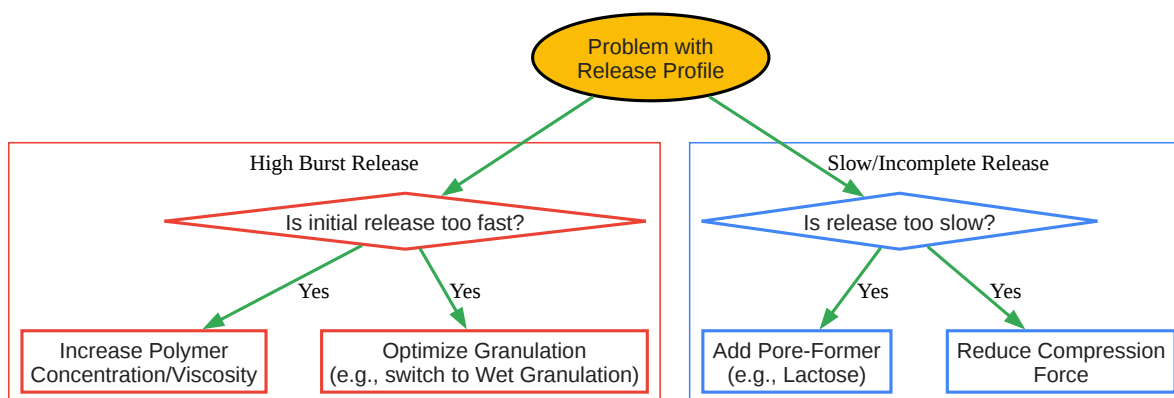 Problem with
Release Profile
High Burst Release
Slow/Incomplete Release
Is initial release too fast?
Is release too slow?
Yes
Yes
Yes
Yes
Increase Polymer
Concentration/Viscosity
Optimize Granulation
(e.g., switch to Wet Granulation)
Add Pore-Former
(e.g., Lactose)
Reduce Compression
Force